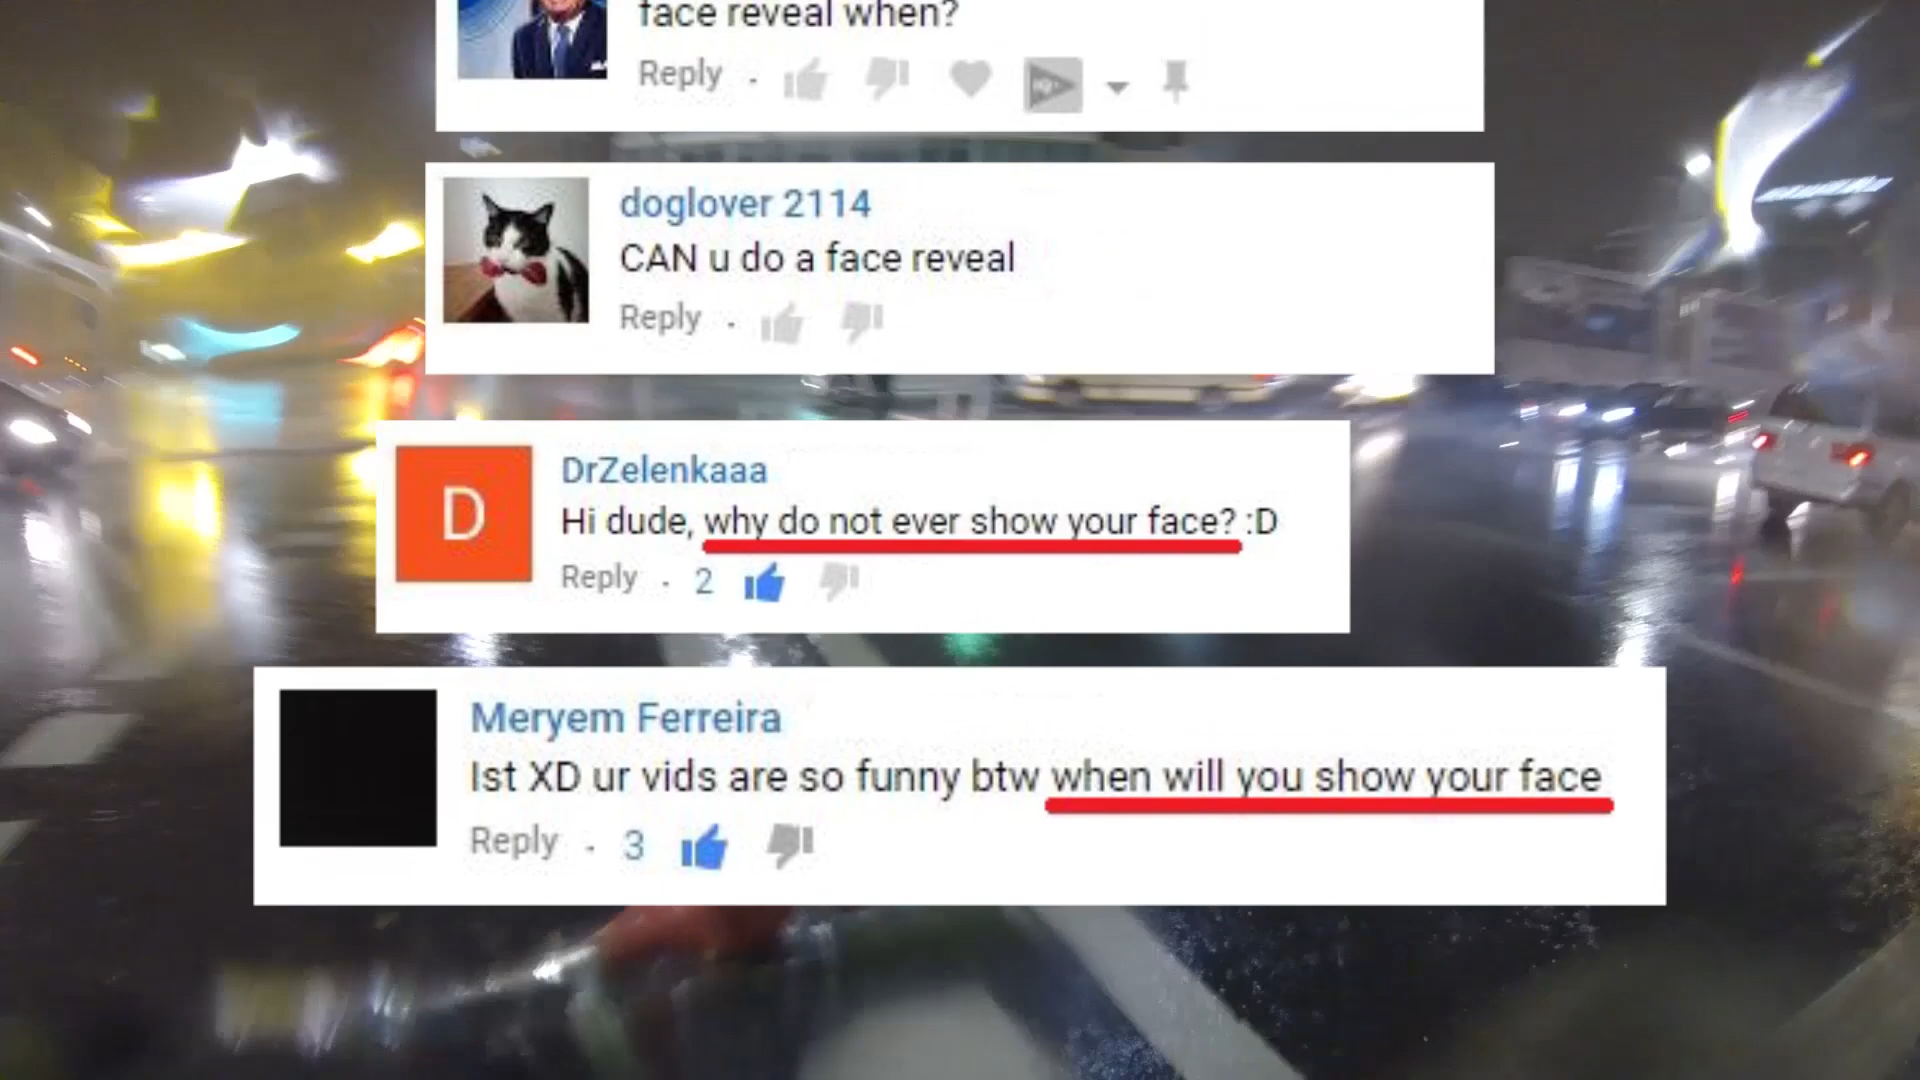 face reveal when?
Reply
doglover 2114
CAN u do a face reveal
Reply
D
DrZelenkaaa
Hi dude, why do not ever show your face? :D
Reply · 2
Meryem Ferreira
Ist XD ur vids are so funny btw when will you show your face
Reply · 3